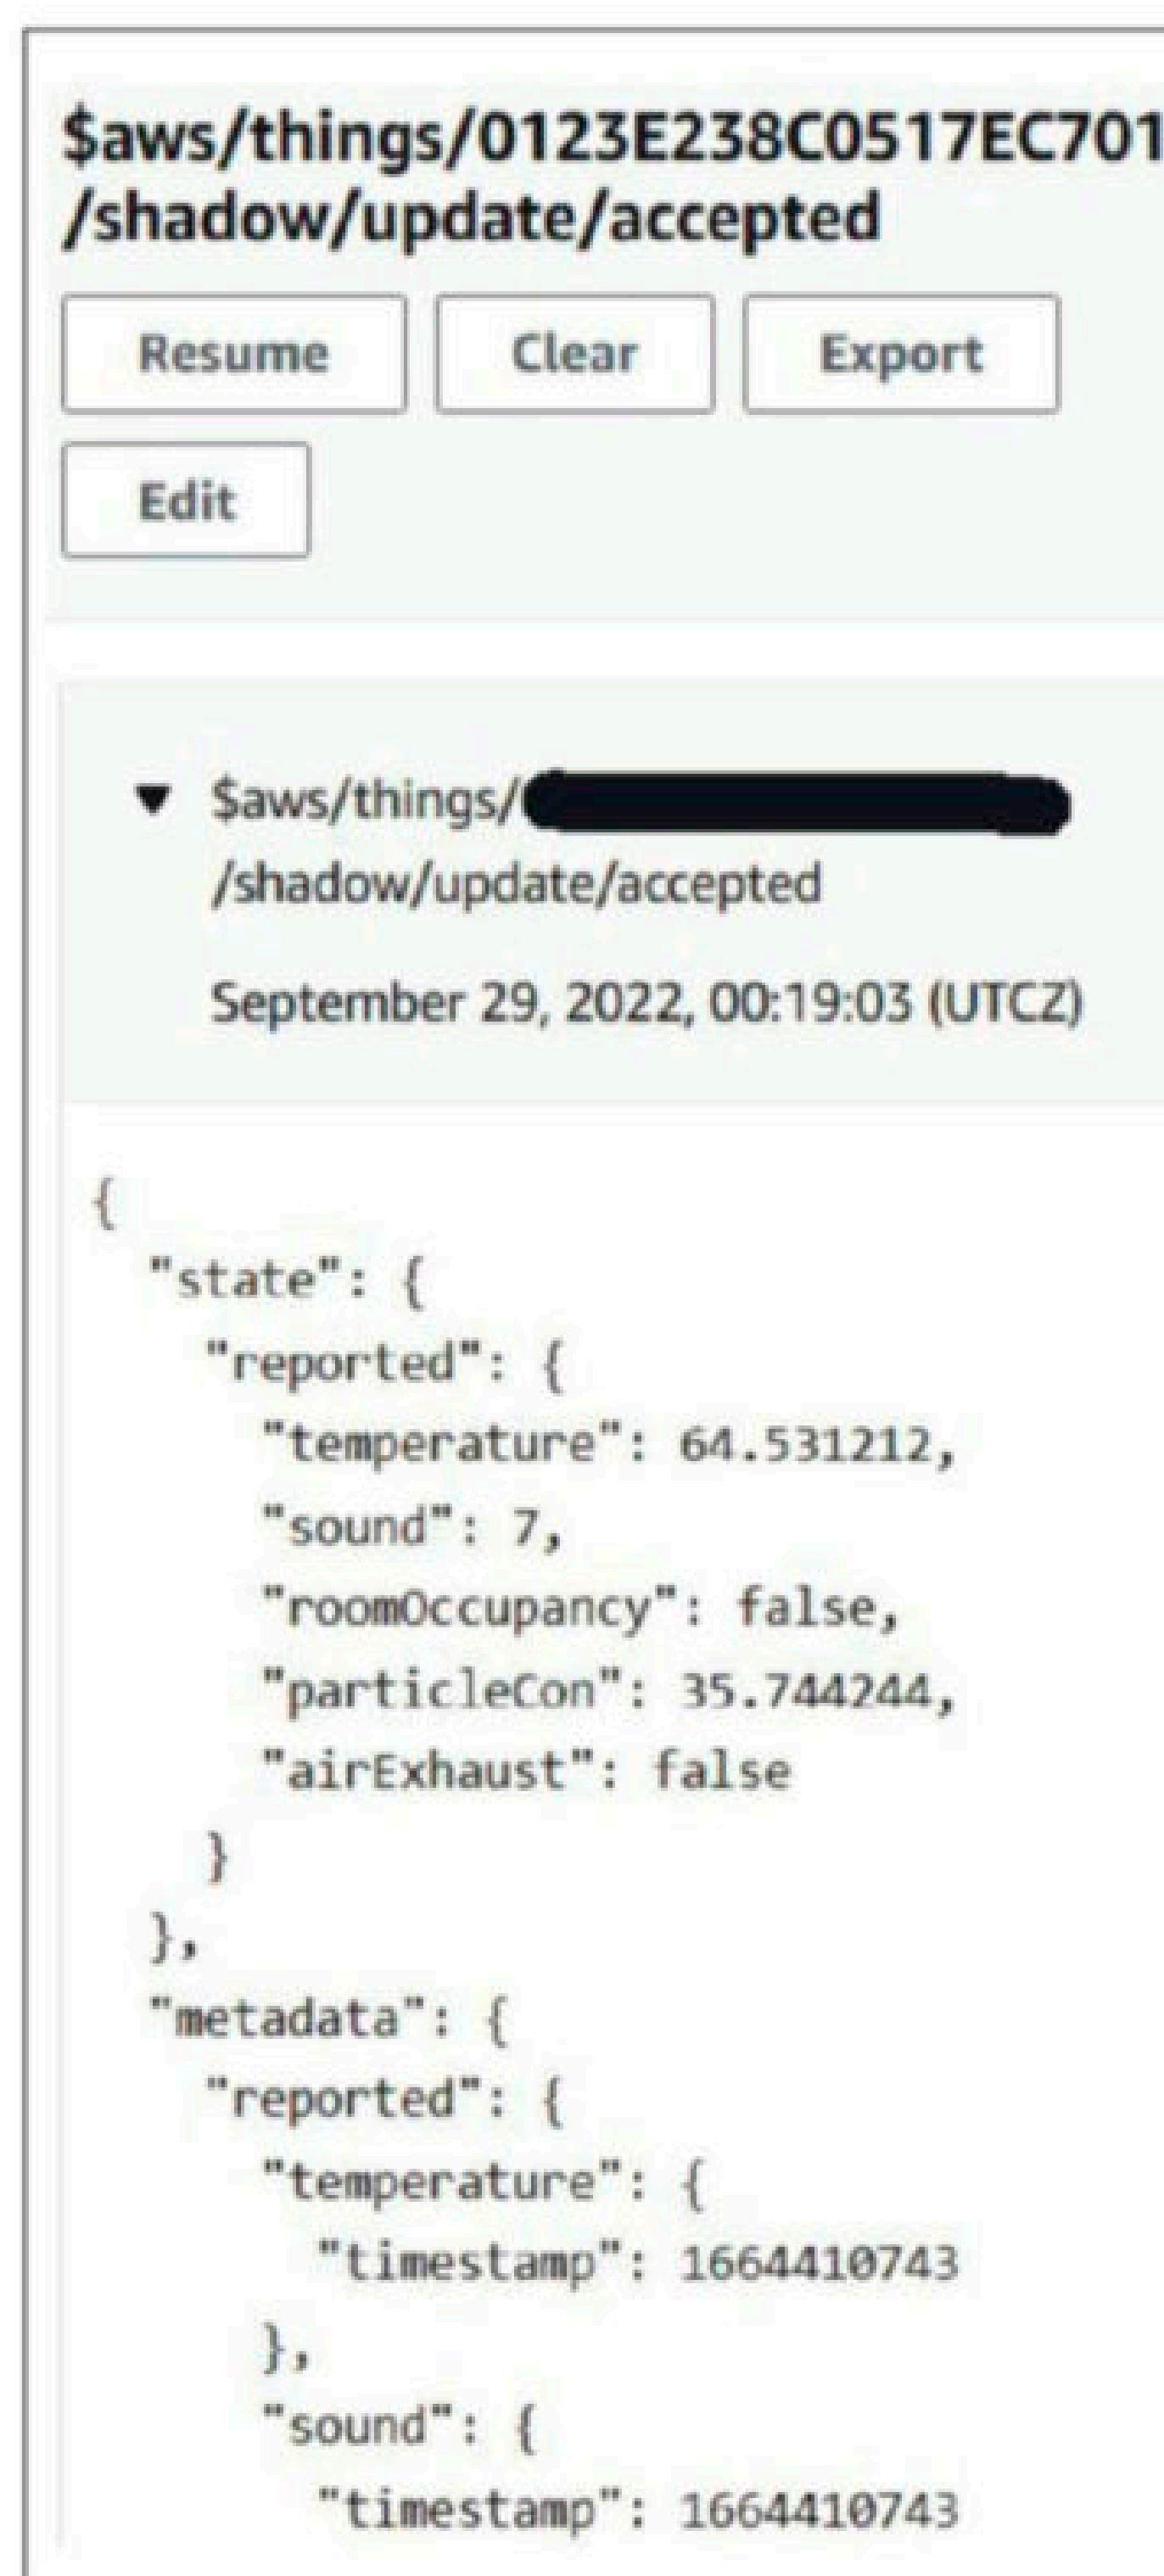 $aws/things/0123E238C0517EC701
/shadow/update/accepted
Resume Clear Export
Edit
▼ $aws/things/
/shadow/update/accepted
September 29, 2022, 00:19:03 (UTCZ)
{
"state": {
"reported": {
"temperature": 64.531212,
"sound": 7,
"roomOccupancy": false,
"particleCon": 35.744244,
"airExhaust": false
}
},
"metadata": {
"reported": {
"temperature": {
"timestamp": 1664410743
},
"sound": {
"timestamp": 1664410743